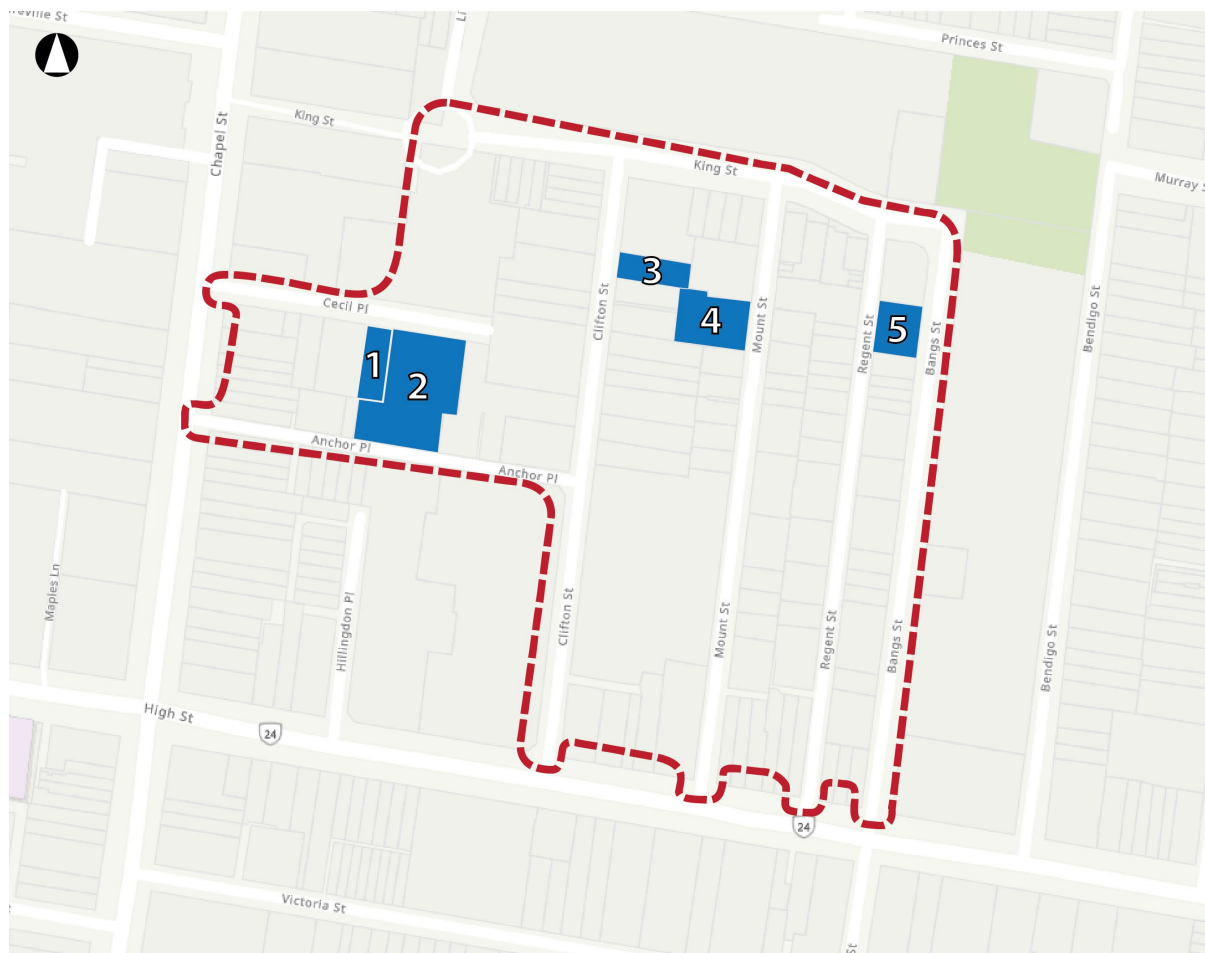 Princes St
King St
Chapel St
King St
Murray S
Cecil Pl
3
4
5
1
2
Clifton St
Mount St
Regent St
Bangs St
Bendigo St
Anchor Pl
Anchor Pl
Maples Ln
Hillingdon Pl
Clifton St
Mount St
Regent St
Bangs St
Bendigo St
High St
24
24
Victoria St
St